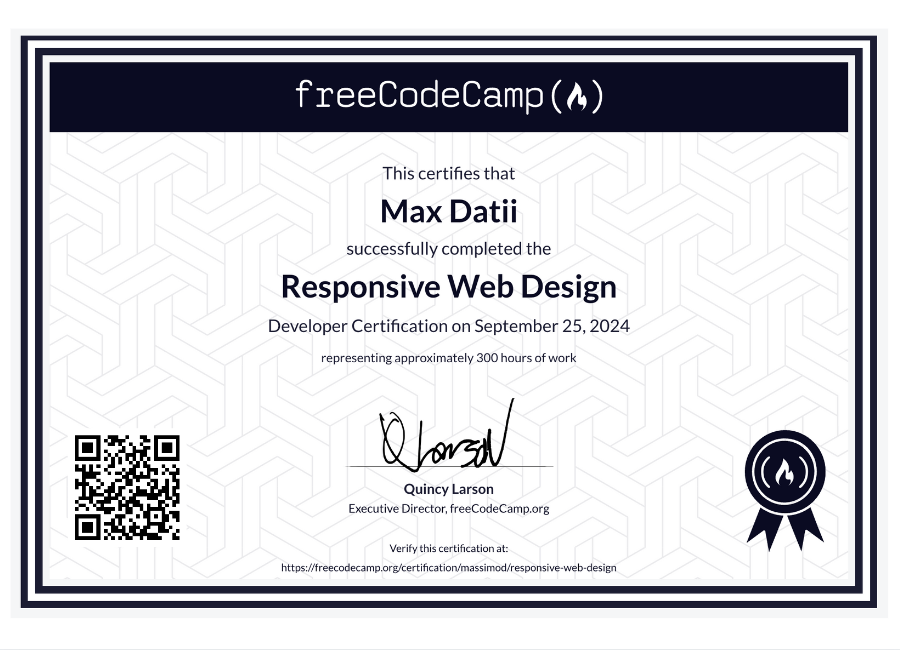 freeCodeCamp
This certifies that
Max Datii
successfully completed the
Responsive Web Design
Developer Certification on September 25, 2024
representing approximately 300 hours of work
QLarson
Quincy Larson
Executive Director, freeCodeCamp.org
Verify this certification at:
https://freecodecamp.org/certification/massimod/responsive-web-design